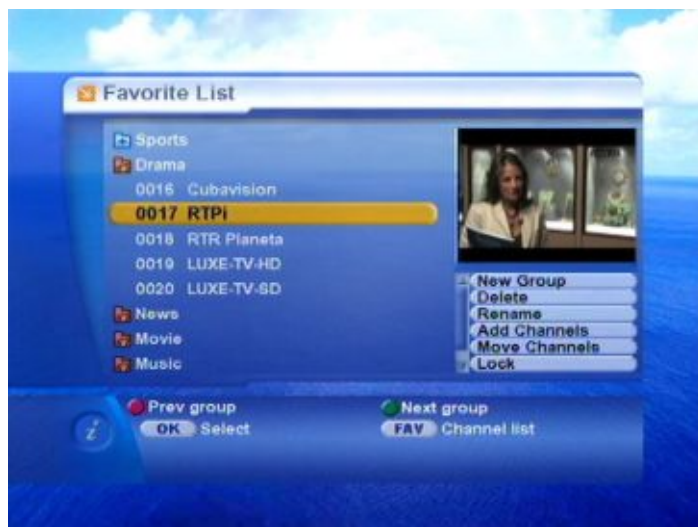 Favorite List
Sports
Drama
0016 Cubavision
0017 RTPi
0018 RTR Planeta
0019 LUXE-TV-HD
0020 LUXE-TV-SD
News
Movie
Music
New Group
Delete
Rename
Add Channels
Move Channels
Lock
Prev group
Next group
OK Select
FAV Channel list